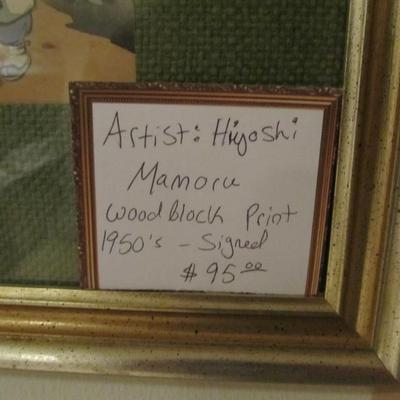 Artist: Hiyoshi
Mamoru
woodblock Print
1950's – Signed
$95.00